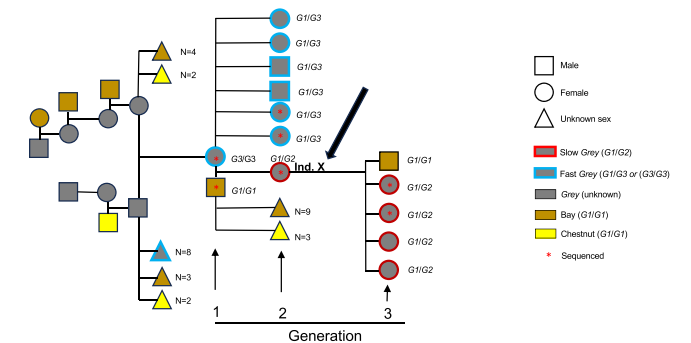 N=4
N=2
G3/G3
* G1/G1
N=9
N=3
N=8
N=3
N=2
G1/G3
G1/G3
G1/G3
G1/G3
* G1/G3
* G1/G3
G1/G2
* Ind. X
G1/G1
* G1/G2
* G1/G2
G1/G2
G1/G2
1 2 3
Generation
Male
Female
Unknown sex
Slow Grey (G1/G2)
Fast Grey (G1/G3 or (G3/G3)
Grey (unknown)
Bay (G1/G1)
Chestnut (G1/G1)
* Sequenced